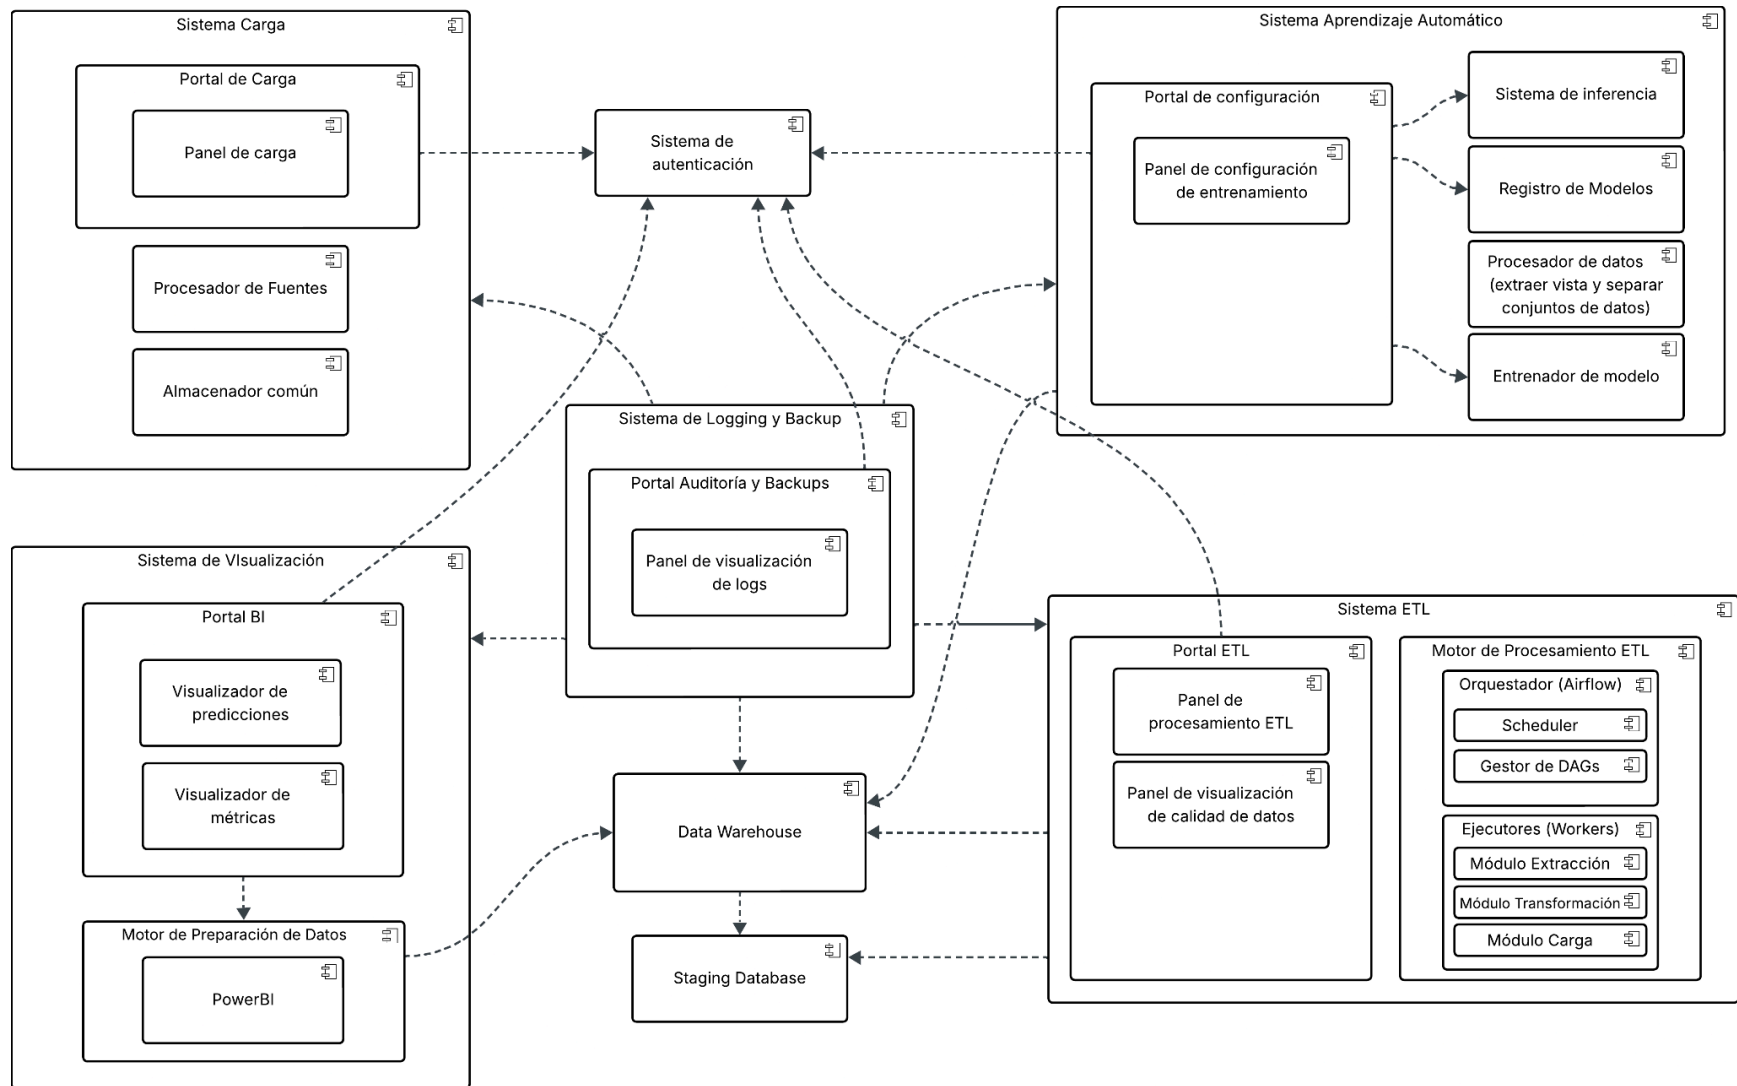 Sistema Carga
Portal de Carga
Panel de carga
Procesador de Fuentes
Almacenador común
Sistema de
autenticación
Sistema Aprendizaje Automático
Portal de configuración
Panel de configuración
de entrenamiento
Sistema de inferencia
Registro de Modelos
Procesador de datos
(extraer vista y separar
conjuntos de datos)
Entrenador de modelo
Sistema de Logging y Backup
Portal Auditoría y Backups
Panel de visualización
de logs
Sistema de VIsualización
Portal BI
Visualizador de
predicciones
Visualizador de
métricas
Motor de Preparación de Datos
PowerBI
Data Warehouse
Staging Database
Sistema ETL
Portal ETL
Panel de
procesamiento ETL
Panel de visualización
de calidad de datos
Motor de Procesamiento ETL
Orquestador (Airflow)
Scheduler
Gestor de DAGs
Ejecutores (Workers)
Módulo Extracción
Módulo Transformación
Módulo Carga